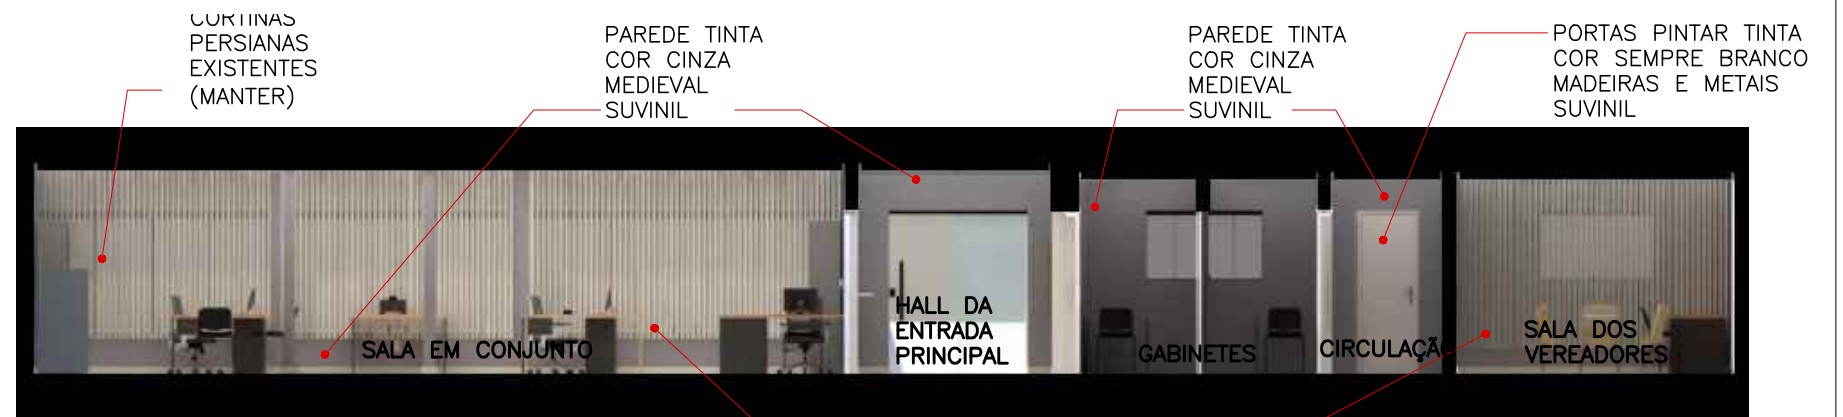 CORTINAS
PERSIANAS
EXISTENTES
(MANTER)
PAREDE TINTA
COR CINZA
MEDIEVAL
SUVINIL
PAREDE TINTA
COR CINZA
MEDIEVAL
SUVINIL
PORTAS PINTAR TINTA
COR SEMPRE BRANCO
MADEIRAS E METAIS
SUVINIL
SALA EM CONJUNTO
HALL DA
ENTRADA
PRINCIPAL
GABINETES
CIRCULAÇÃO
SALA DOS
VEREADORES